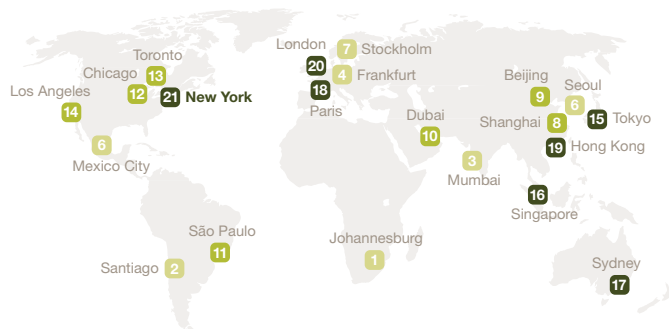 London
7
Stockholm
Toronto
20
4
Frankfurt
Chicago
13
Beijing
Seoul
Los Angeles
12
21
New York
18
9
6
14
Paris
Dubai
Shanghai
8
15
Tokyo
6
10
19
Hong Kong
Mexico City
3
Mumbai
16
Singapore
São Paulo
Johannesburg
11
Santiago
2
1
Sydney
17